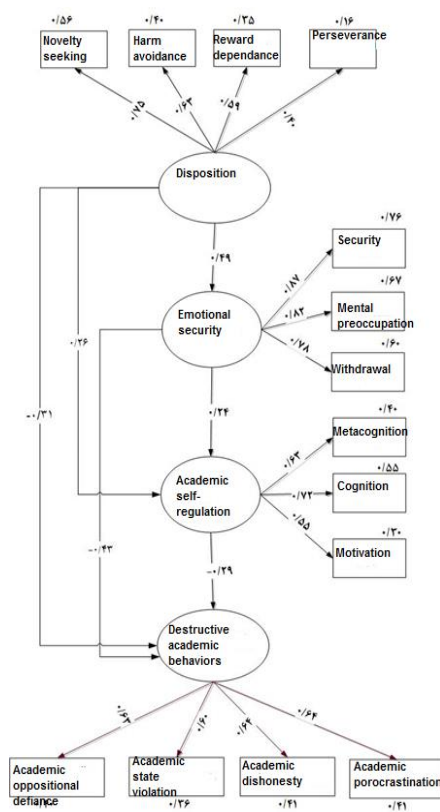 ۰/۵۶
Novelty
seeking
۰/۴۰
Harm
avoidance
۰/۳۵
Reward
dependance
۰/۱۶
Perseverance
۰/۷۵
۰/۶۳
۰/۵۹
۰/۴۰
Disposition
۰/۴۹
۰/۷۶
Security
۰/۸۷
۰/۶۷
Mental
preoccupation
۰/۸۲
Emotional
security
۰/۷۸
۰/۶۰
Withdrawal
۰/۲۶
-۰/۳۱
۰/۲۴
۰/۴۰
Metacognition
۰/۶۳
۰/۵۵
Cognition
۰/۷۲
Academic
self-
regulation
۰/۵۵
۰/۳۰
Motivation
-۰/۴۳
-۰/۲۹
Destructive
academic
behaviors
۰/۶۳
۰/۶۰
۰/۶۴
۰/۶۴
Academic
oppositional
defiance
Academic
state
violation
۰/۳۶
Academic
dishonesty
۰/۴۱
Academic
porocrastination
۰/۴۱